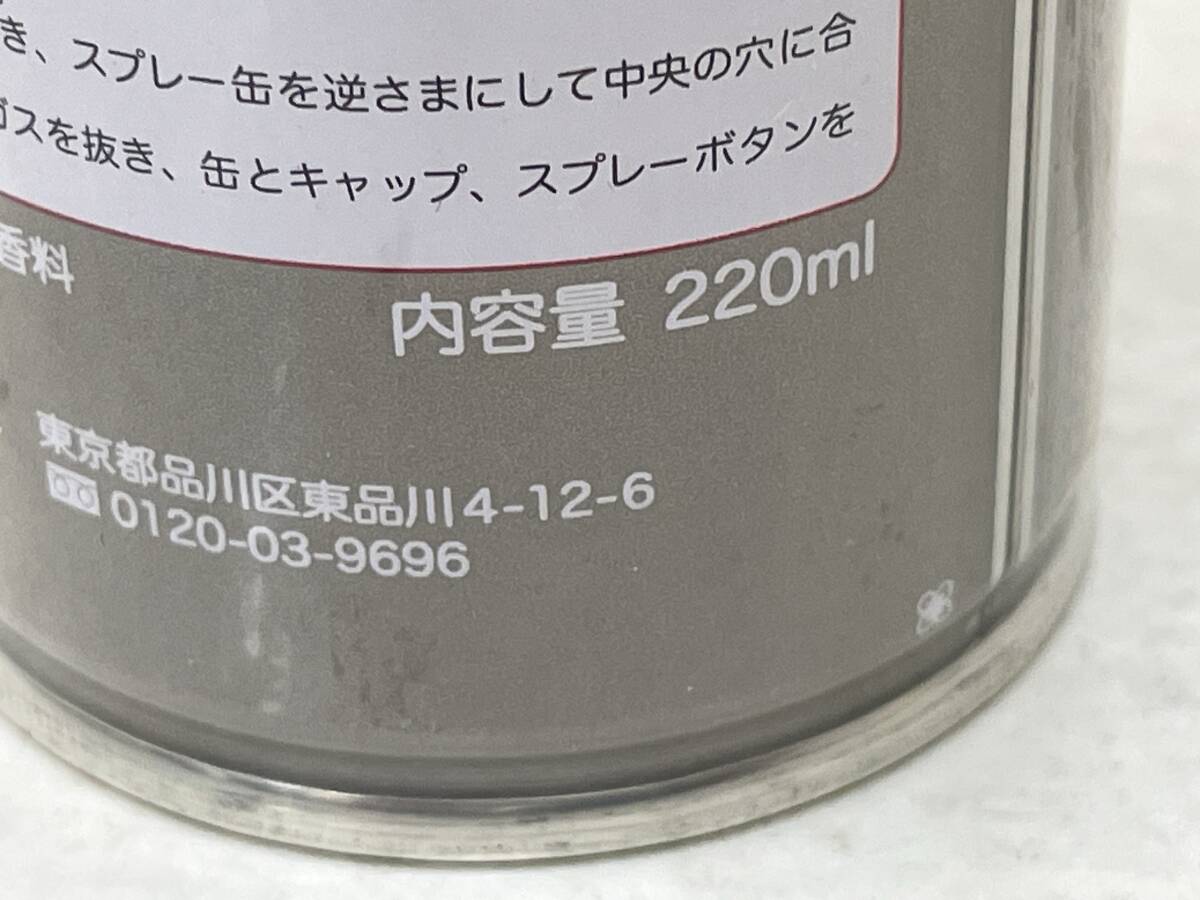 き、スプレー缶を逆さまにして中央の穴に合
ガスを抜き、缶とキャップ、スプレーボタンを
香料
内容量 220ml
東京都品川区東品川4-12-6
0120-03-9696